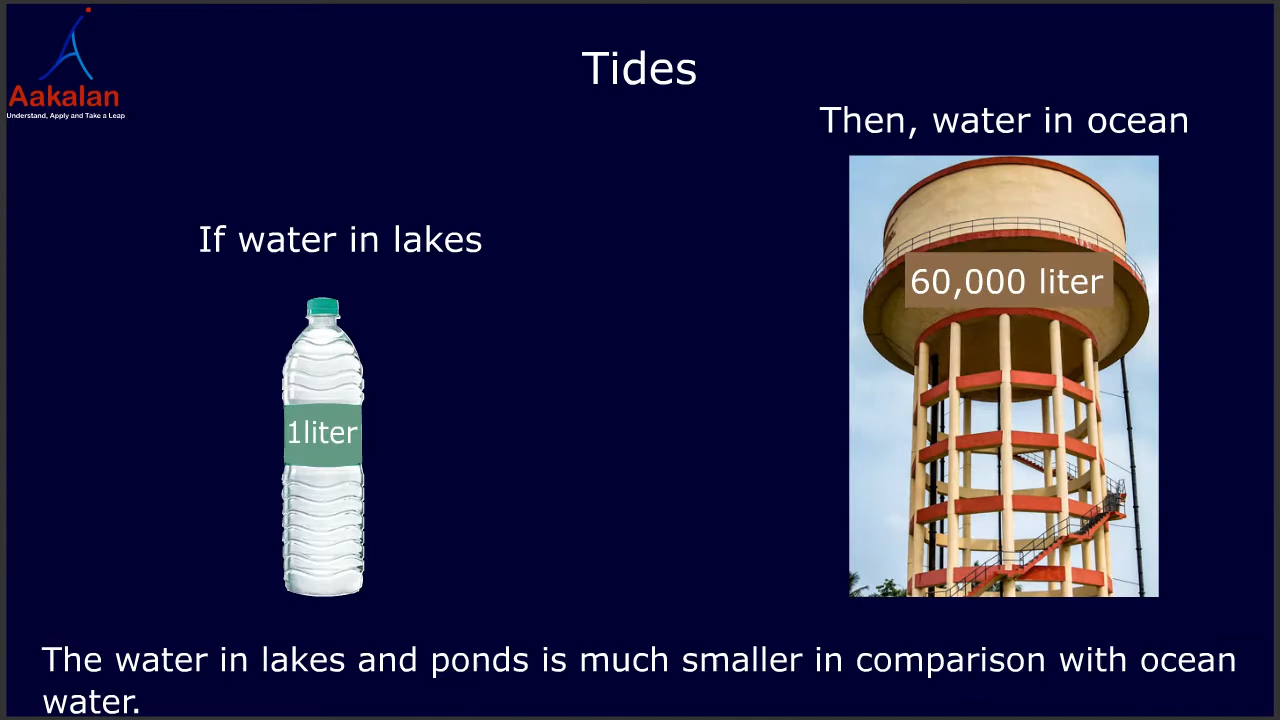 Aakalan
Understand, Apply and Take a Leap
Tides
Then, water in ocean
If water in lakes
60,000 liter
1liter
The water in lakes and ponds is much smaller in comparison with ocean
water.